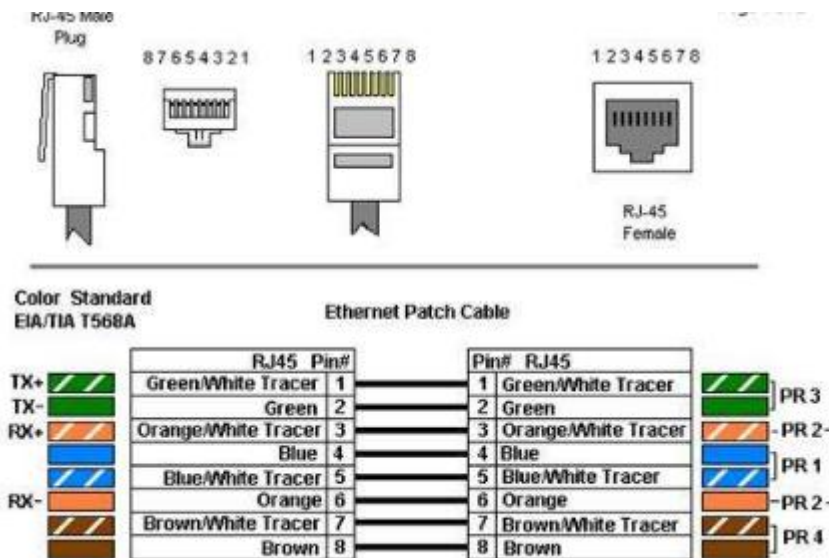 RJ-45 Male
Plug
8 7 6 5 4 3 2 1
1 2 3 4 5 6 7 8
1 2 3 4 5 6 7 8
RJ-45
Female
Color Standard
EIA/TIA T568A
Ethernet Patch Cable
RJ45 Pin#
Pin# RJ45
TX+ Green/White Tracer 1 1 Green/White Tracer
PR 3
TX- Green 2 2 Green
RX+ Orange/White Tracer 3 3 Orange/White Tracer - PR 2 -
Blue 4 4 Blue
PR 1
Blue/White Tracer 5 5 Blue/White Tracer
RX- Orange 6 6 Orange - PR 2 -
Brown/White Tracer 7 7 Brown/White Tracer
PR 4
Brown 8 8 Brown